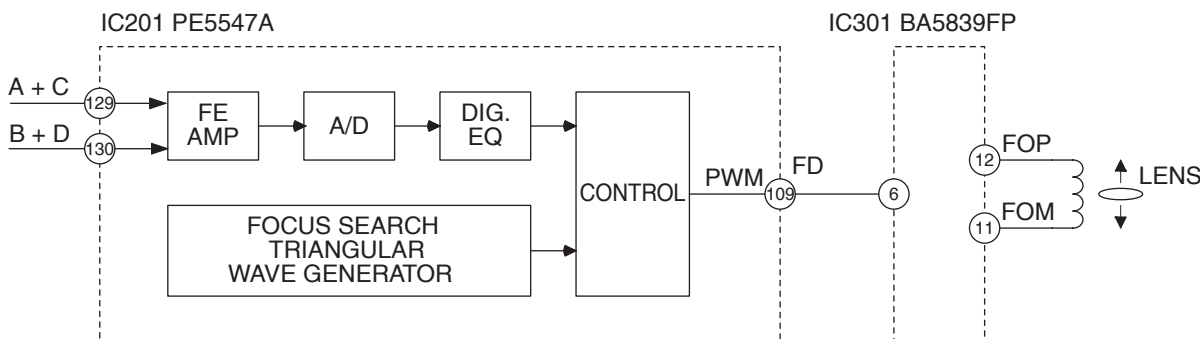 IC201 PE5547A
IC301 BA5839FP
A + C
129
B + D
130
FE
AMP
A/D
DIG.
EQ
CONTROL
PWM
109
FD
6
12
FOP
11
FOM
LENS
FOCUS SEARCH
TRIANGULAR
WAVE GENERATOR